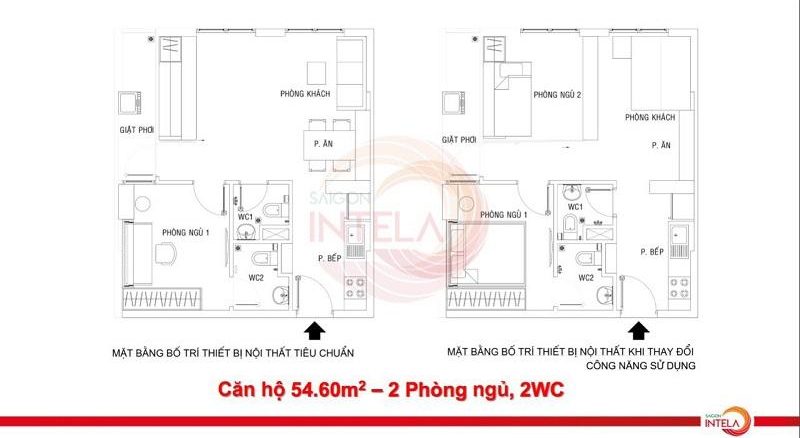 PHÒNG KHÁCH
GIẶT PHƠI
P. ĂN
PHÒNG NGỦ 1
WC1
WC2
P. BẾP
SAIGON
INTELA
PHÒNG NGỦ 2
PHÒNG KHÁCH
GIẶT PHƠI
P. ĂN
PHÒNG NGỦ 1
WC1
WC2
P. BẾP
SAIGON
INTELA
MẶT BẰNG BỐ TRÍ THIẾT BỊ NỘI THẤT TIÊU CHUẨN
MẶT BẰNG BỐ TRÍ THIẾT BỊ NỘI THẤT KHI THAY ĐỔI
CÔNG NĂNG SỬ DỤNG
Căn hộ 54.60m² – 2 Phòng ngủ, 2WC
SAIGON
INTELA